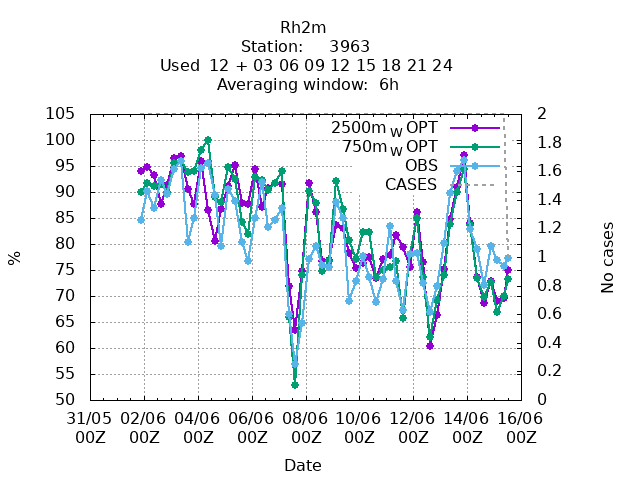 Rh2m
Station: 3963
Used 12 + 03 06 09 12 15 18 21 24
Averaging window: 6h
105 2
100 1.8
95 1.6
90 1.4
85 1.2
80 1
75 0.8
70 0.6
65 0.4
60 0.2
55 0
50
2500m_W OPT
750m_W OPT
OBS
CASES
%
No cases
31/05 02/06 04/06 06/06 08/06 10/06 12/06 14/06 16/06
00Z 00Z 00Z 00Z 00Z 00Z 00Z 00Z 00Z
Date